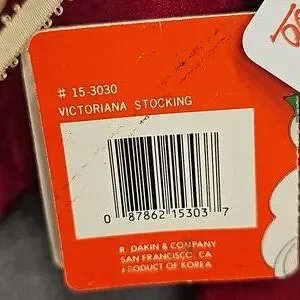 # 15-3030
VICTORIANA STOCKING
0 87862 15303 7
R. DAKIN & COMPANY
SAN FRANCISCO, CA
PRODUCT OF KOREA